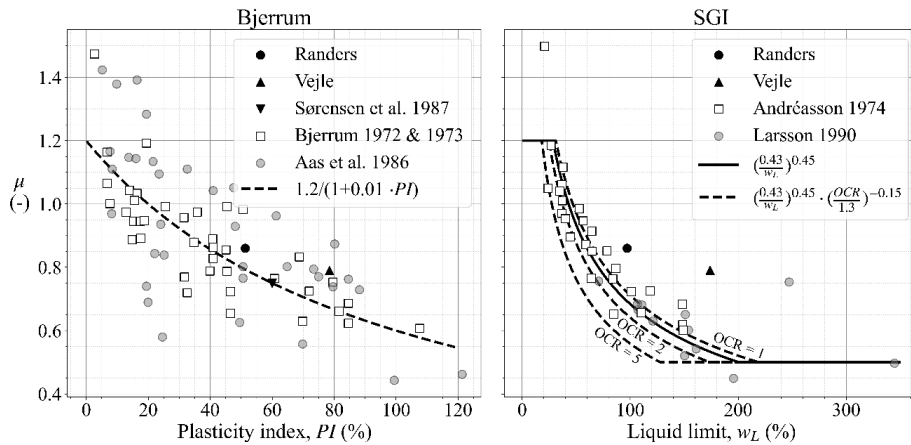 Bjerrum
μ
(-)
1.4
1.2
1.0
0.8
0.6
0.4
Randers
Vejle
Sørensen et al. 1987
Bjerrum 1972 & 1973
Aas et al. 1986
1.2/(1+0.01 ·PI)
0 20 40 60 80 100 120
Plasticity index, PI (%)
SGI
Randers
Vejle
Andréasson 1974
Larsson 1990
(0.43/w_L)^0.45
(0.43/w_L)^0.45 · (OCR/1.3)^−0.15
OCR = 1
OCR = 2
OCR = 5
0 100 200 300
Liquid limit, w_L (%)